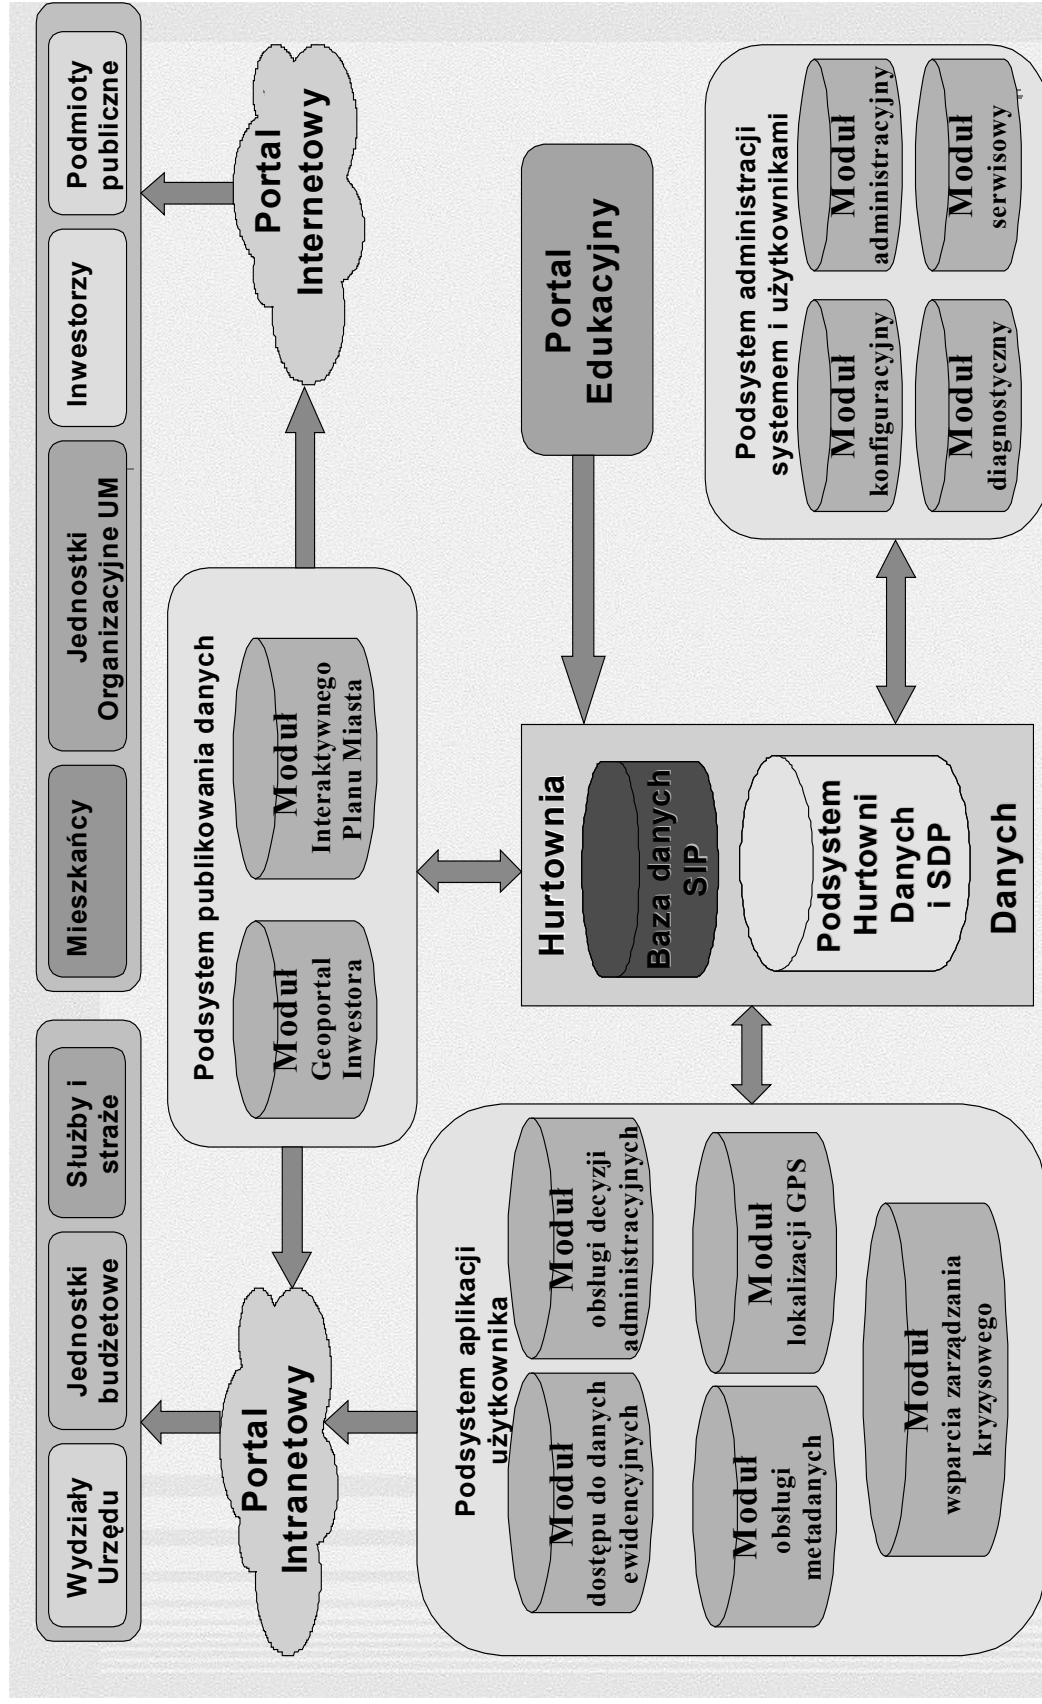 Wydziały
Urzędu
Jednostki
budżetowe
Służby i
straże
Mieszkańcy
Jednostki
Organizacyjne UM
Inwestorzy
Podmioty
publiczne
Portal
Intranetowy
Podsystem publikowania danych
Moduł
Geoportal
Inwestora
Moduł
Interaktywnego
Planu Miasta
Portal
Internetowy
Podsystem aplikacji
użytkownika
Moduł
dostępu do danych
ewidencyjnych
Moduł
obsługi decyzji
administracyjnych
Moduł
obsługi
metadanych
Moduł
lokalizacji GPS
Moduł
wsparcia zarządzania
kryzysowego
Hurtownia
Baza danych
SIP
Podsystem
Hurtowni
Danych
i SDP
Danych
Portal
Edukacyjny
Podsystem administracji
systemem i użytkownikami
Moduł
konfiguracyjny
Moduł
administracyjny
Moduł
diagnostyczny
Moduł
serwisowy